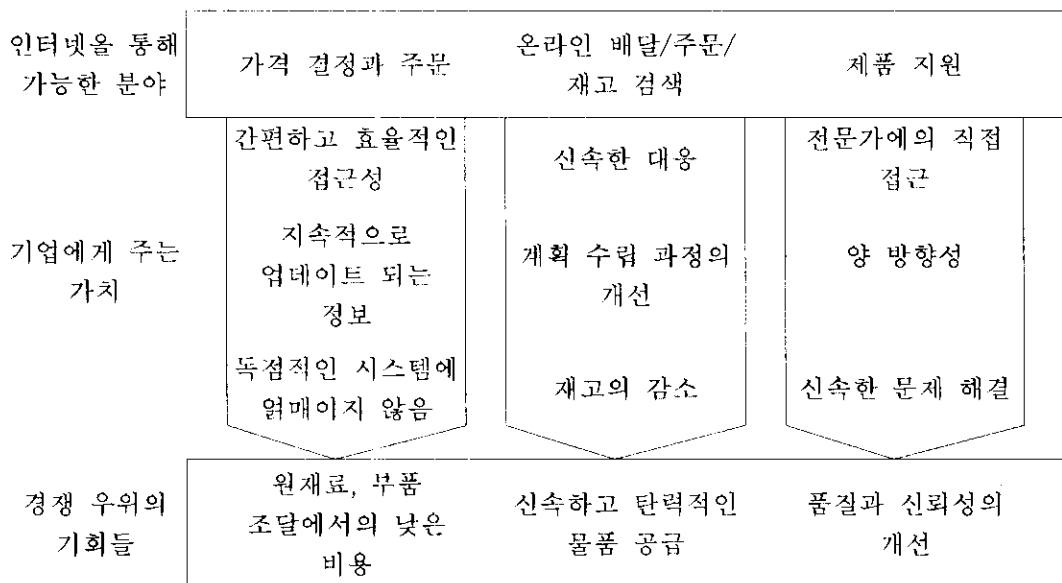 인터넷을 통해
가능한 분야
가격 결정과 주문
온라인 배달/주문/
재고 검색
제품 지원
기업에게 주는
가치
간편하고 효율적인
접근성
신속한 대응
전문가에의 직접
접근
지속적으로
업데이트 되는
정보
계획 수립 과정의
개선
양 방향성
독점적인 시스템에
얽매이지 않음
재고의 감소
신속한 문제 해결
경쟁 우위의
기회들
원재료, 부품
조달에서의 낮은
비용
신속하고 탄력적인
물품 공급
품질과 신뢰성의
개선